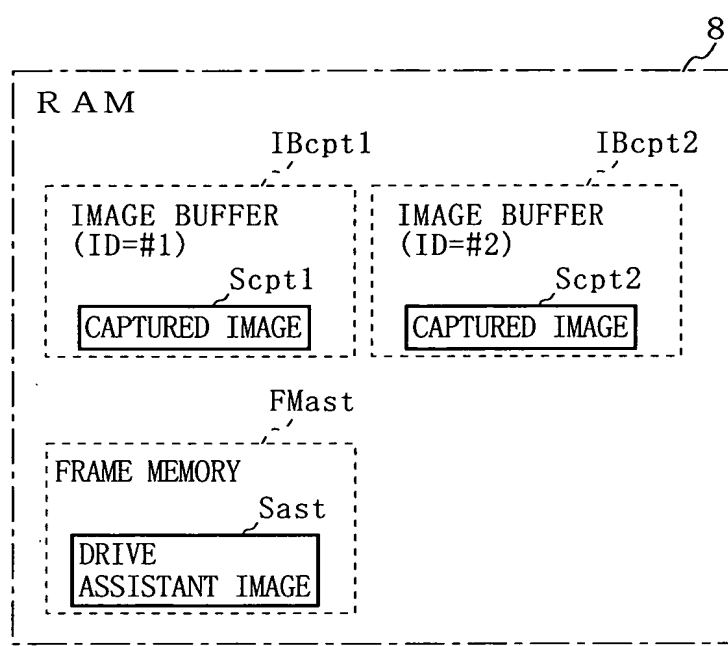 8
RAM
IBcpt1
IBcpt2
IMAGE BUFFER
(ID=#1)
Scpt1
CAPTURED IMAGE
IMAGE BUFFER
(ID=#2)
Scpt2
CAPTURED IMAGE
FMast
FRAME MEMORY
Sast
DRIVE
ASSISTANT IMAGE